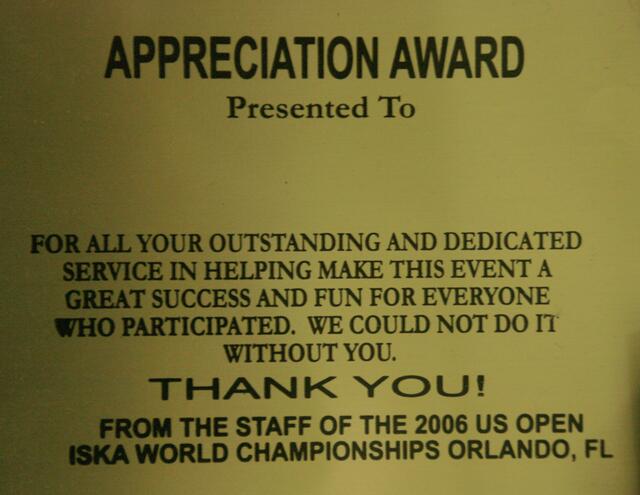 APPRECIATION AWARD
Presented To
FOR ALL YOUR OUTSTANDING AND DEDICATED
SERVICE IN HELPING MAKE THIS EVENT A
GREAT SUCCESS AND FUN FOR EVERYONE
WHO PARTICIPATED. WE COULD NOT DO IT
WITHOUT YOU.
THANK YOU!
FROM THE STAFF OF THE 2006 US OPEN
ISKA WORLD CHAMPIONSHIPS ORLANDO, FL